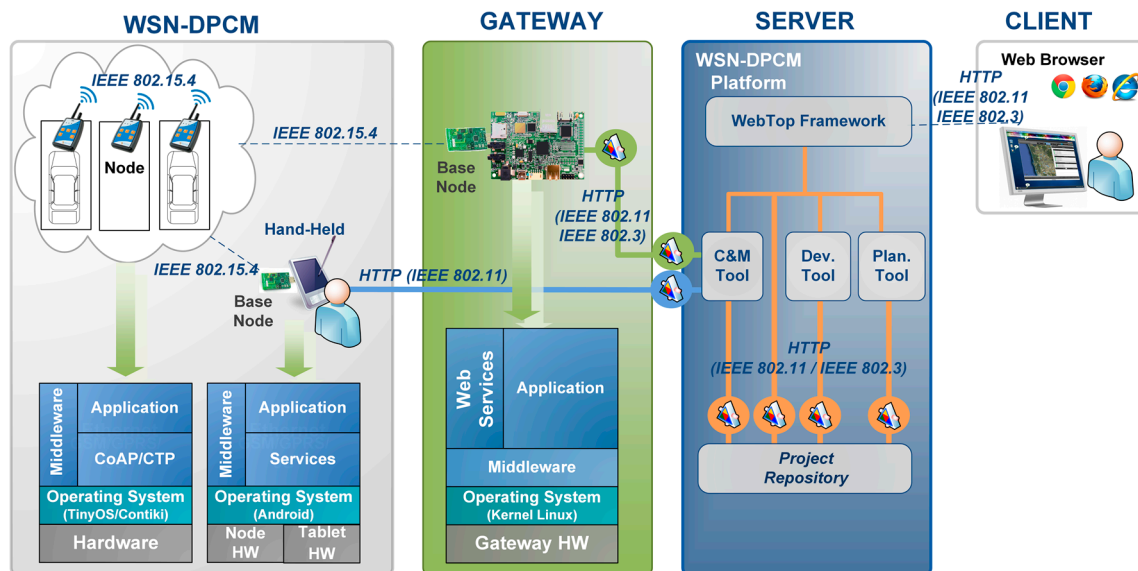 WSN-DPCM
GATEWAY
SERVER
CLIENT
IEEE 802.15.4
Node
IEEE 802.15.4
Hand-Held
IEEE 802.15.4
Base
Node
HTTP (IEEE 802.11)
Middleware
Application
CoAP/CTP
Operating System
(TinyOS/Contiki)
Hardware
Middleware
Application
Services
Operating System
(Android)
Node
HW
Tablet
HW
Base
Node
HTTP
(IEEE 802.11
IEEE 802.3)
Web
Services
Application
Middleware
Operating System
(Kernel Linux)
Gateway HW
WSN-DPCM
Platform
WebTop Framework
C&M
Tool
Dev.
Tool
Plan.
Tool
HTTP
(IEEE 802.11 / IEEE 802.3)
Project
Repository
Web Browser
HTTP
(IEEE 802.11
IEEE 802.3)